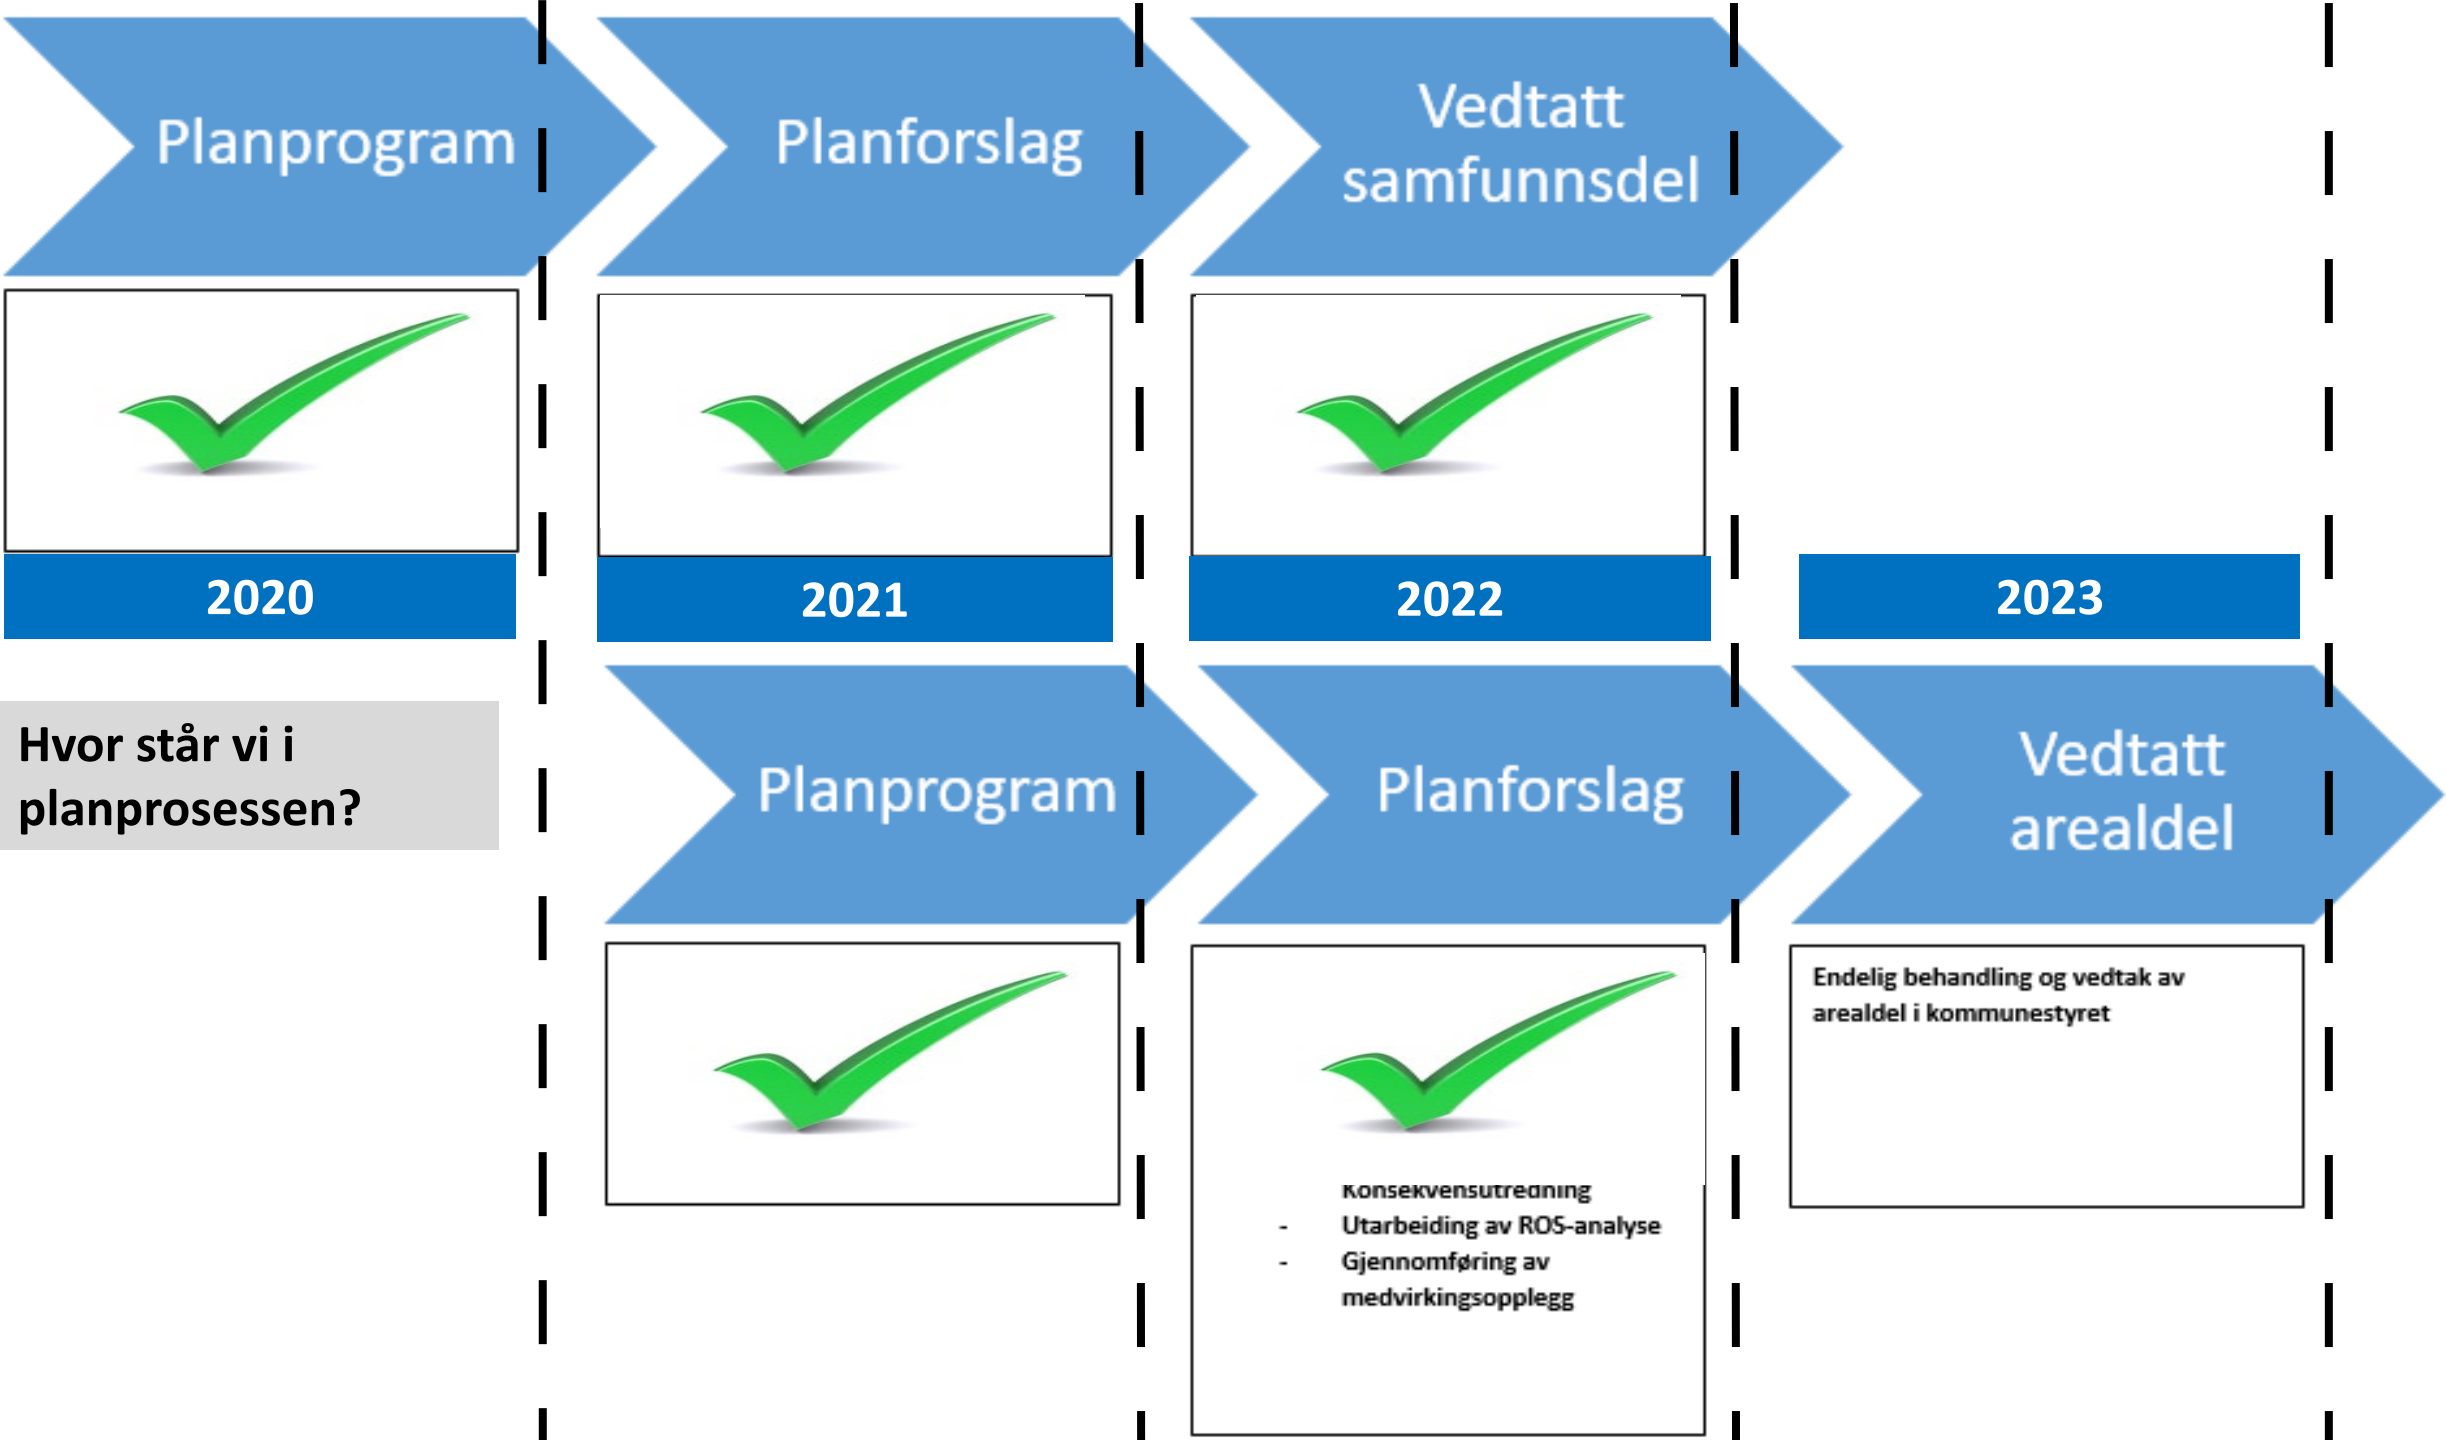 Planprogram
Planforslag
Vedtatt
samfunnsdel
2020
2021
2022
2023
Hvor står vi i
planprosessen?
Planprogram
Planforslag
Vedtatt
arealdel
Konsekvensutredning
- Utarbeiding av ROS-analyse
- Gjennomføring av
medvirkingsopplegg
Endelig behandling og vedtak av
arealdel i kommunestyret